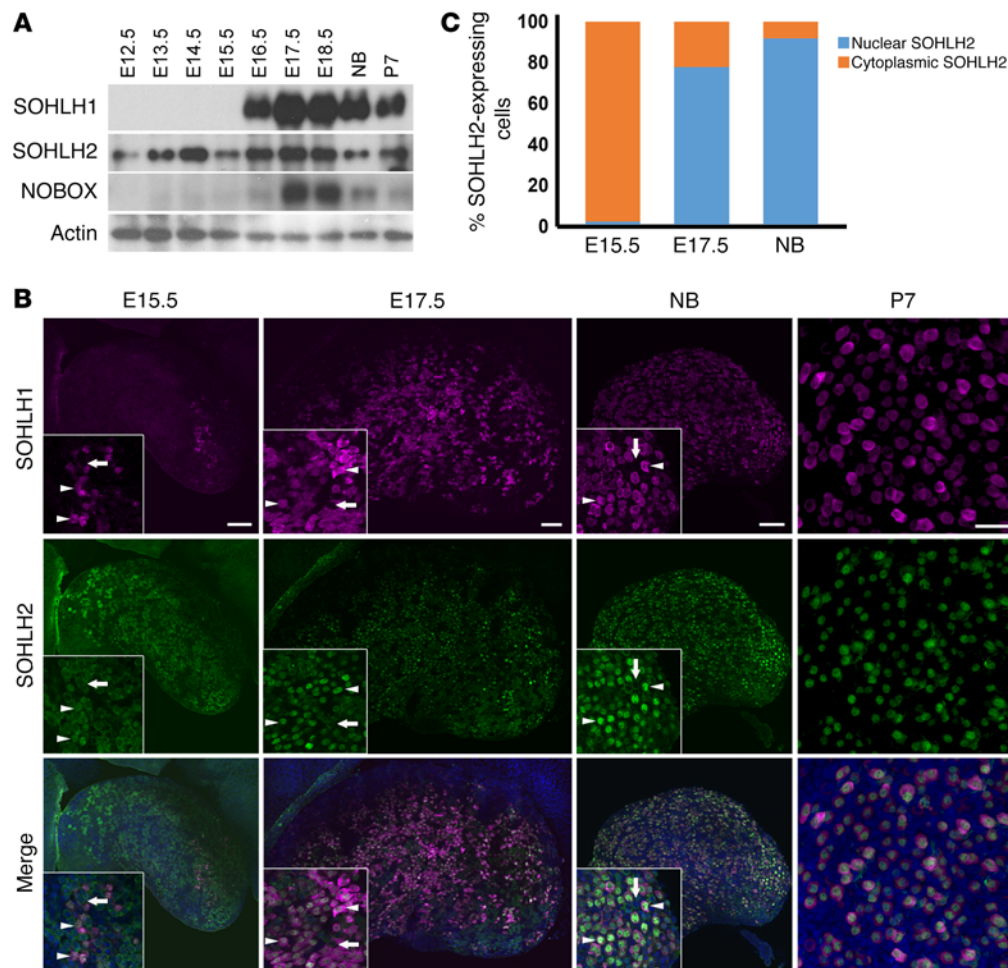 A
E12.5 E13.5 E14.5 E15.5 E16.5 E17.5 E18.5 NB P7
SOHLH1
SOHLH2
NOBOX
Actin
C
% SOHLH2-expressing
cells
100
80
60
40
20
0
E15.5 E17.5 NB
Nuclear SOHLH2
Cytoplasmic SOHLH2
B
E15.5 E17.5 NB P7
SOHLH1
SOHLH2
Merge